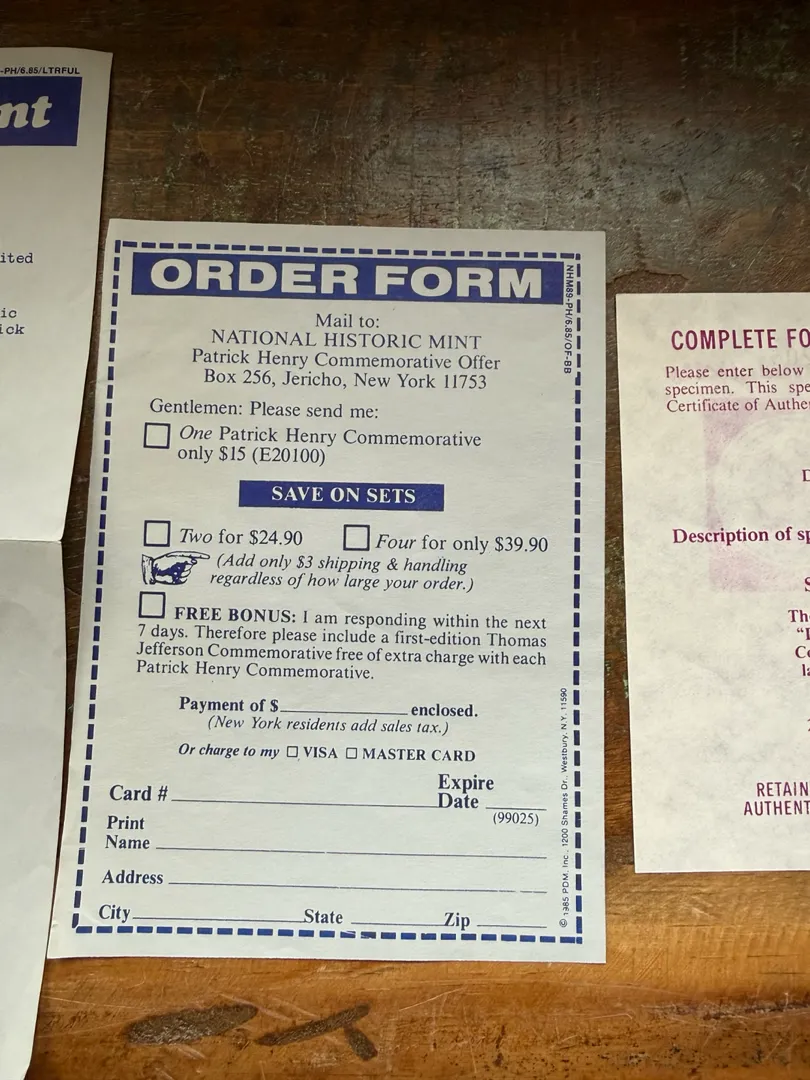 -PH/6.85/LTRFUL
nt
ited
ic
ick
ORDER FORM
NHM89-PH/6.85/OF-BB
Mail to:
NATIONAL HISTORIC MINT
Patrick Henry Commemorative Offer
Box 256, Jericho, New York 11753
Gentlemen: Please send me:
One Patrick Henry Commemorative
only $15 (E20100)
SAVE ON SETS
Two for $24.90 Four for only $39.90
(Add only $3 shipping & handling
regardless of how large your order.)
FREE BONUS: I am responding within the next
7 days. Therefore please include a first-edition Thomas
Jefferson Commemorative free of extra charge with each
Patrick Henry Commemorative.
Payment of $ enclosed.
(New York residents add sales tax.)
Or charge to my VISA MASTER CARD
Card # Expire
Date
(99025)
Print
Name
Address
City State Zip
© 1985 PDM, Inc., 1200 Shames Dr., Westbury, N.Y. 11590
COMPLETE FO
Please enter below
specimen. This spe
Certificate of Authe
D
Description of sp
S
Th
"L
Co
la
RETAIN
AUTHENT